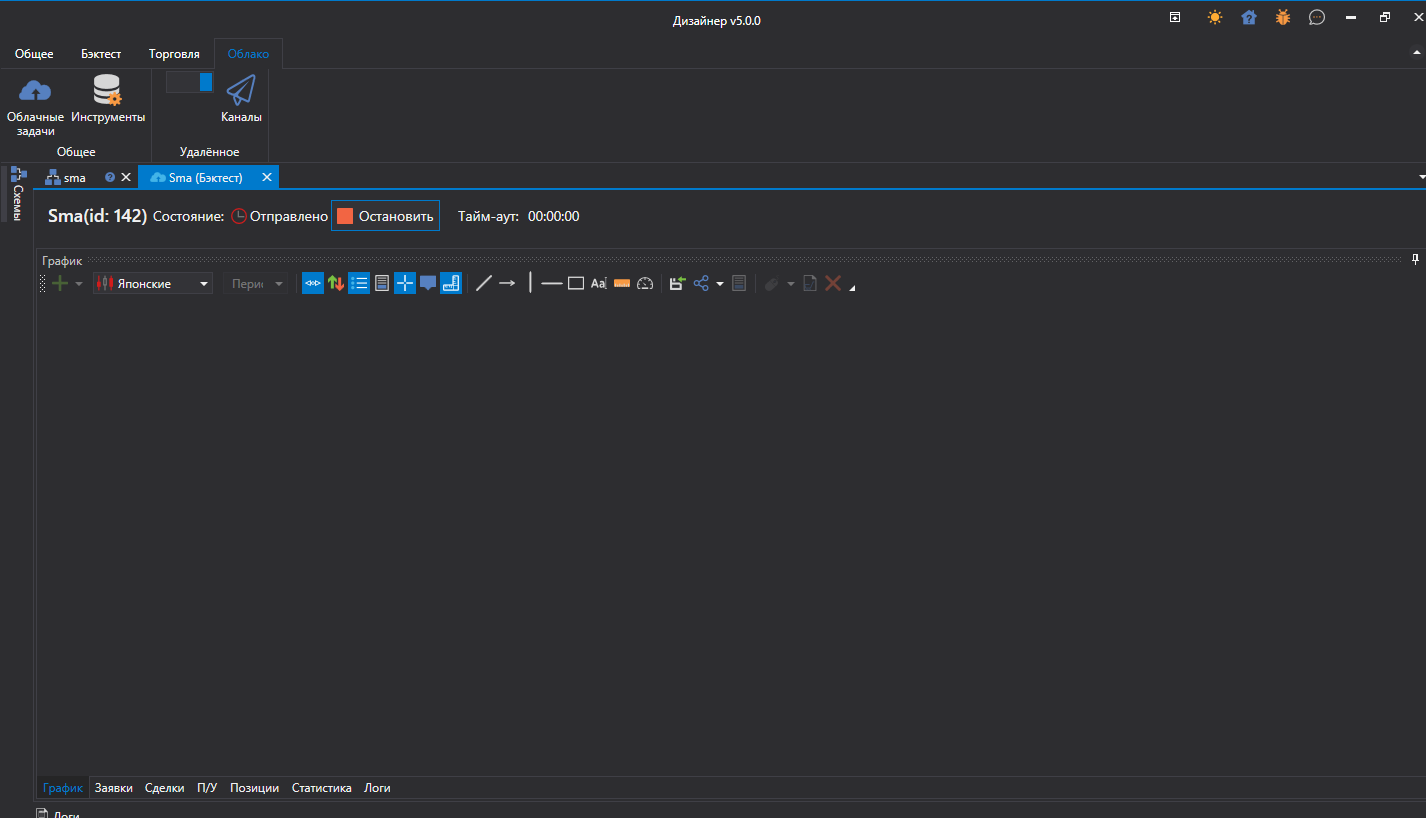 Дизайнер v5.0.0
Общее Бэктест Торговля Облако
Облачные задачи Инструменты Каналы
Общее Удалённое
Схемы
sma Sma (Бэктест)
Sma(id: 142) Состояние: Отправлено Остановить Тайм-аут: 00:00:00
График
Японские Перис Aa
График Заявки Сделки П/У Позиции Статистика Логи
Логи